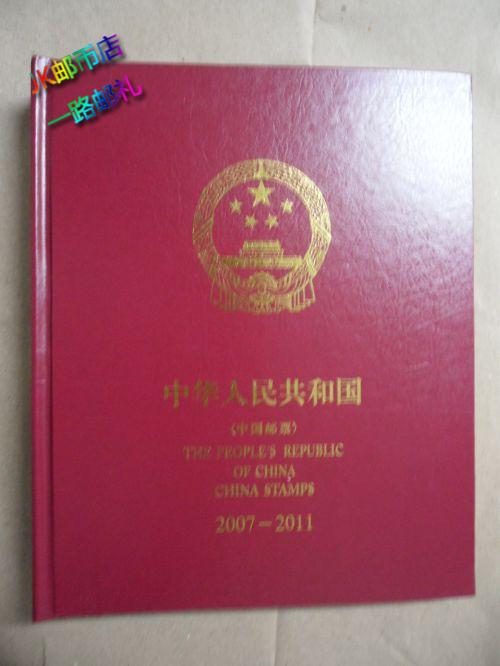 JK邮币店
一路邮礼
中华人民共和国
(中国邮票)
THE PEOPLE'S REPUBLIC
OF CHINA
CHINA STAMPS
2007-2011